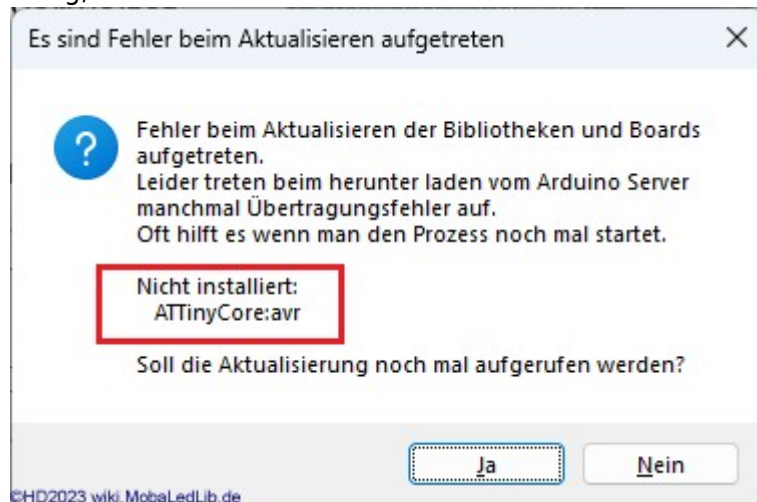 Es sind Fehler beim Aktualisieren aufgetreten
Fehler beim Aktualisieren der Bibliotheken und Boards
aufgetreten.
Leider treten beim herunter laden vom Arduino Server
manchmal Übertragungsfehler auf.
Oft hilft es wenn man den Prozess noch mal startet.
Nicht installiert:
ATTinyCore:avr
Soll die Aktualisierung noch mal aufgerufen werden?
Ja
Nein
©HD2023 wiki.MobaLedLib.de